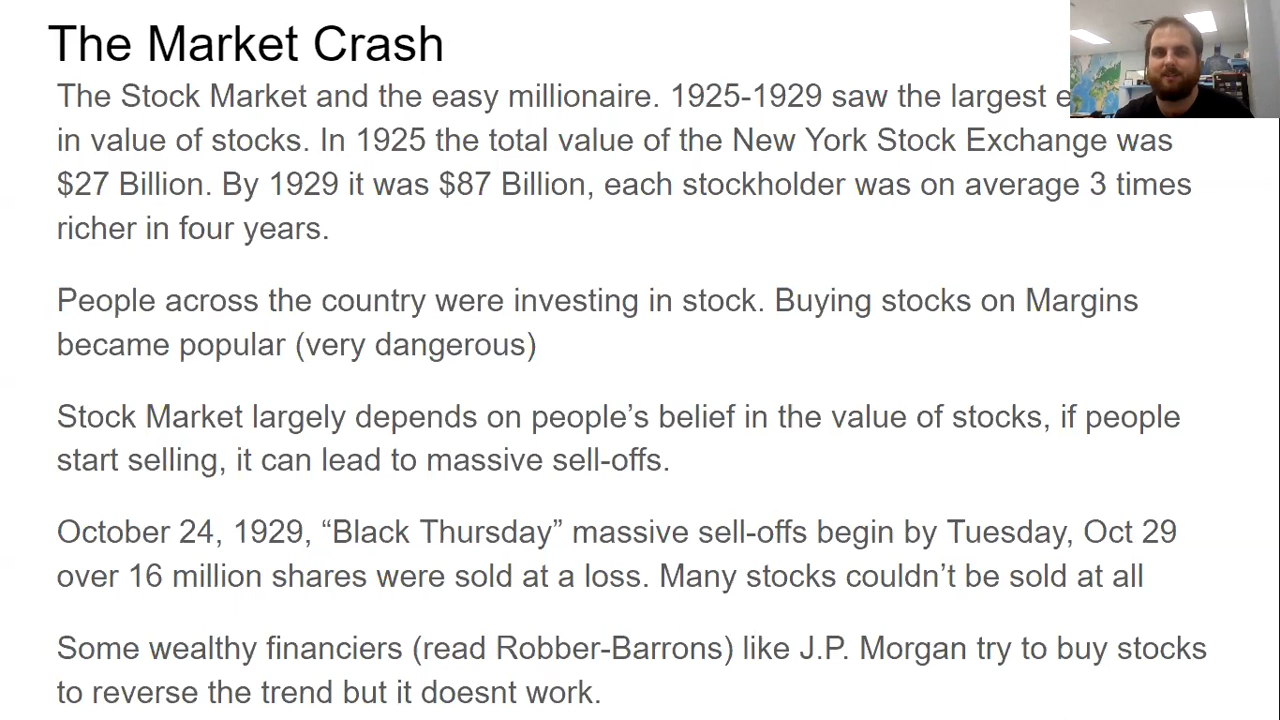 The Market Crash
The Stock Market and the easy millionaire. 1925-1929 saw the largest
in value of stocks. In 1925 the total value of the New York Stock Exchange was
$27 Billion. By 1929 it was $87 Billion, each stockholder was on average 3 times
richer in four years.
People across the country were investing in stock. Buying stocks on Margins
became popular (very dangerous)
Stock Market largely depends on people’s belief in the value of stocks, if people
start selling, it can lead to massive sell-offs.
October 24, 1929, “Black Thursday” massive sell-offs begin by Tuesday, Oct 29
over 16 million shares were sold at a loss. Many stocks couldn’t be sold at all
Some wealthy financiers (read Robber-Barrons) like J.P. Morgan try to buy stocks
to reverse the trend but it doesnt work.